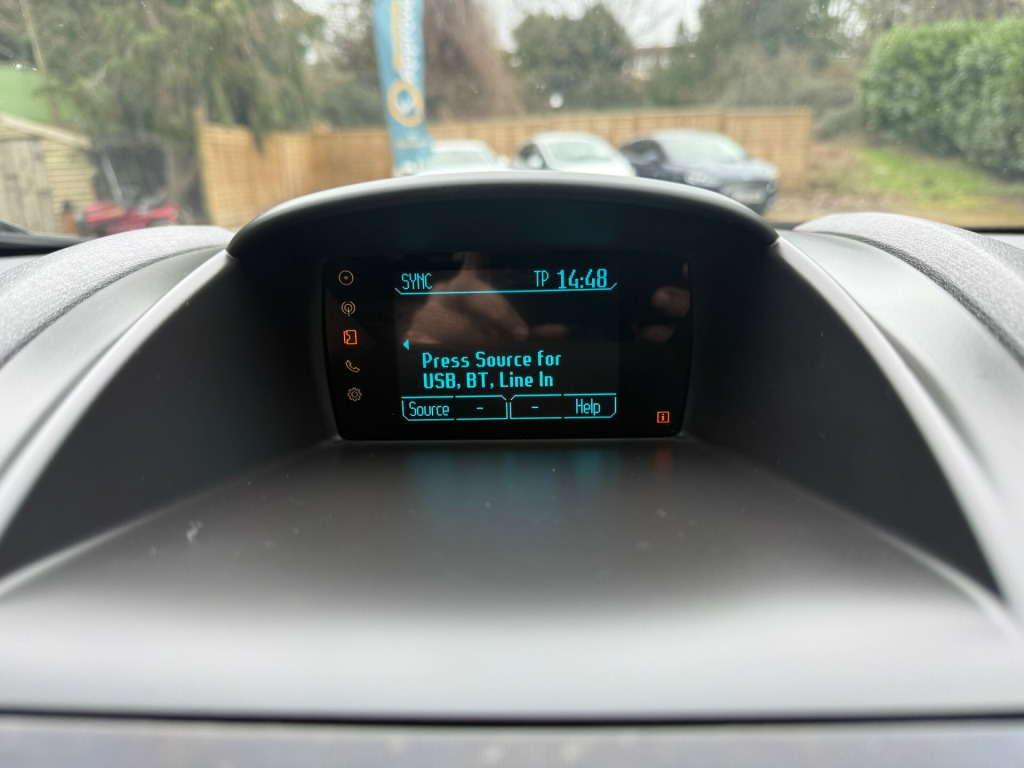 SYNC TP 14:48
Press Source for
USB, BT, Line In
Source - - Help